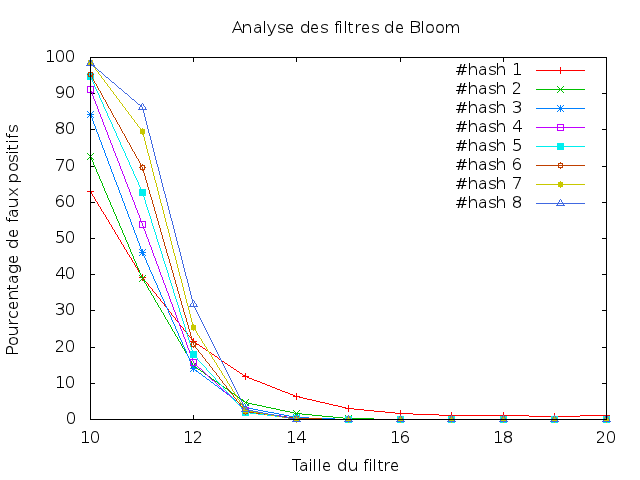 Analyse des filtres de Bloom
Pourcentage de faux positifs
100
90
80
70
60
50
40
30
20
10
0
#hash 1
#hash 2
#hash 3
#hash 4
#hash 5
#hash 6
#hash 7
#hash 8
10 12 14 16 18 20
Taille du filtre